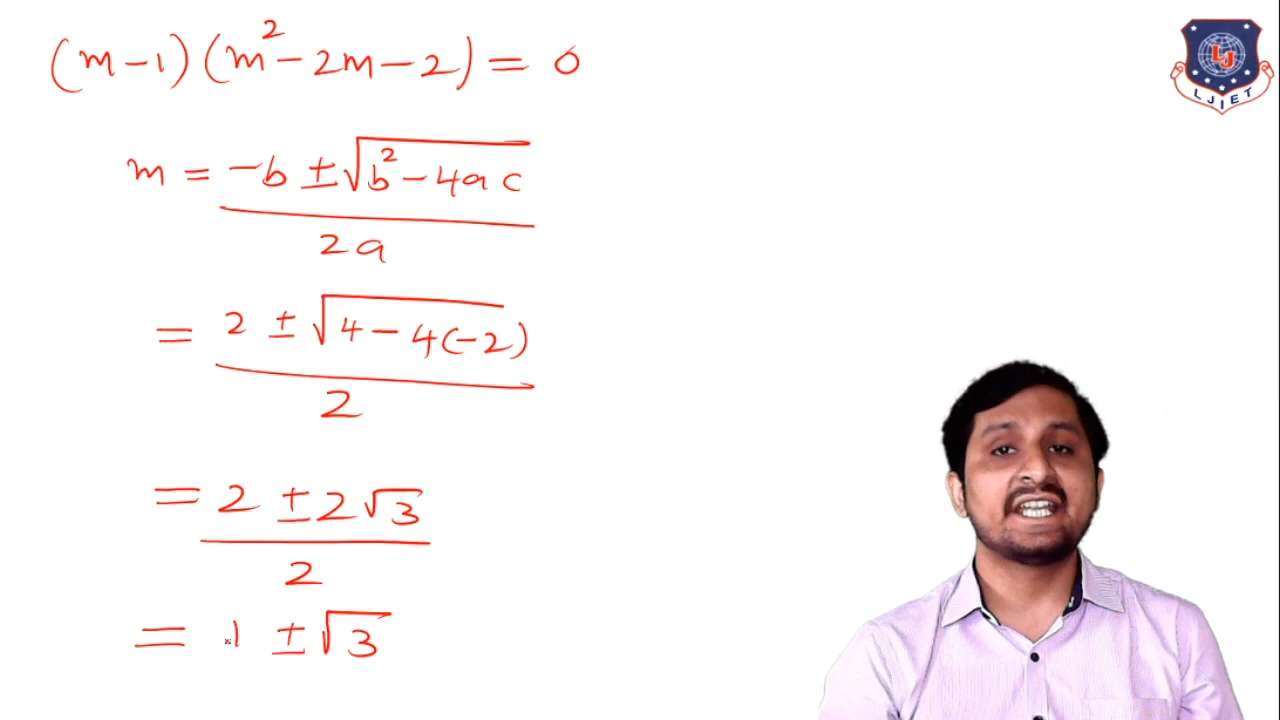 (m-1)(m²-2m-2) = 0
m = -b ± √(b²-4ac)
2a
= 2 ± √(4-4(-2))
2
= 2 ± 2√3
2
= 1 ± √3
LJ
LJIET